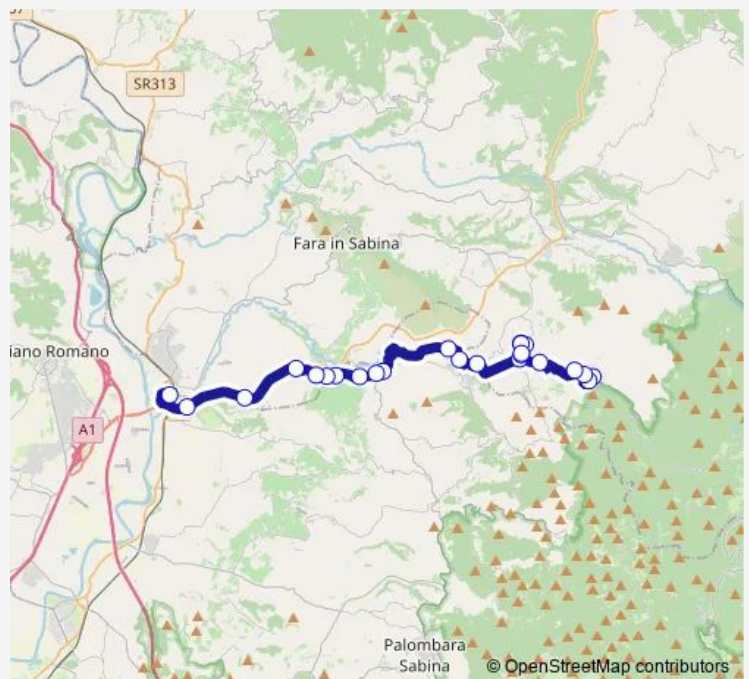 SR313
Fara in Sabina
iano Romano
A1
Palombara
Sabina
© OpenStreetMap contributors